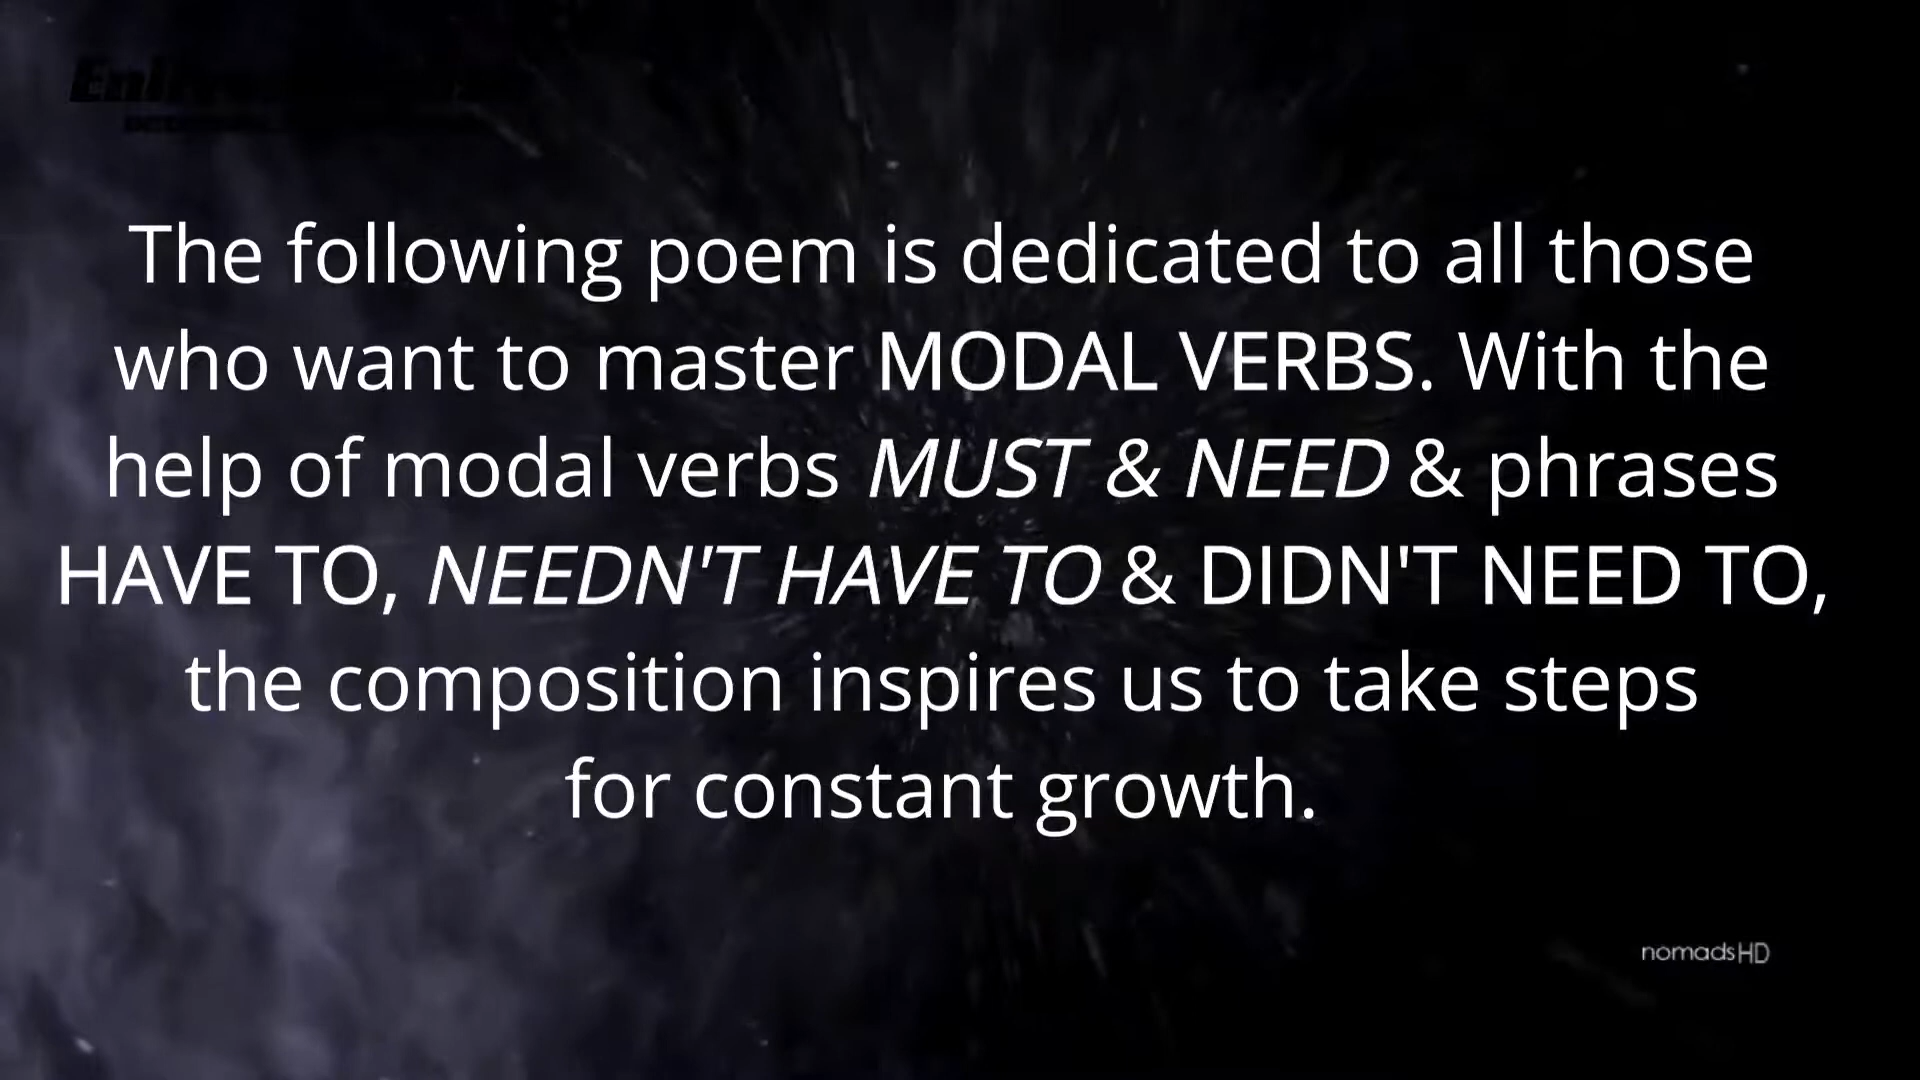 The following poem is dedicated to all those
who want to master MODAL VERBS. With the
help of modal verbs MUST & NEED & phrases
HAVE TO, NEEDN'T HAVE TO & DIDN'T NEED TO,
the composition inspires us to take steps
for constant growth.
nomadsHD